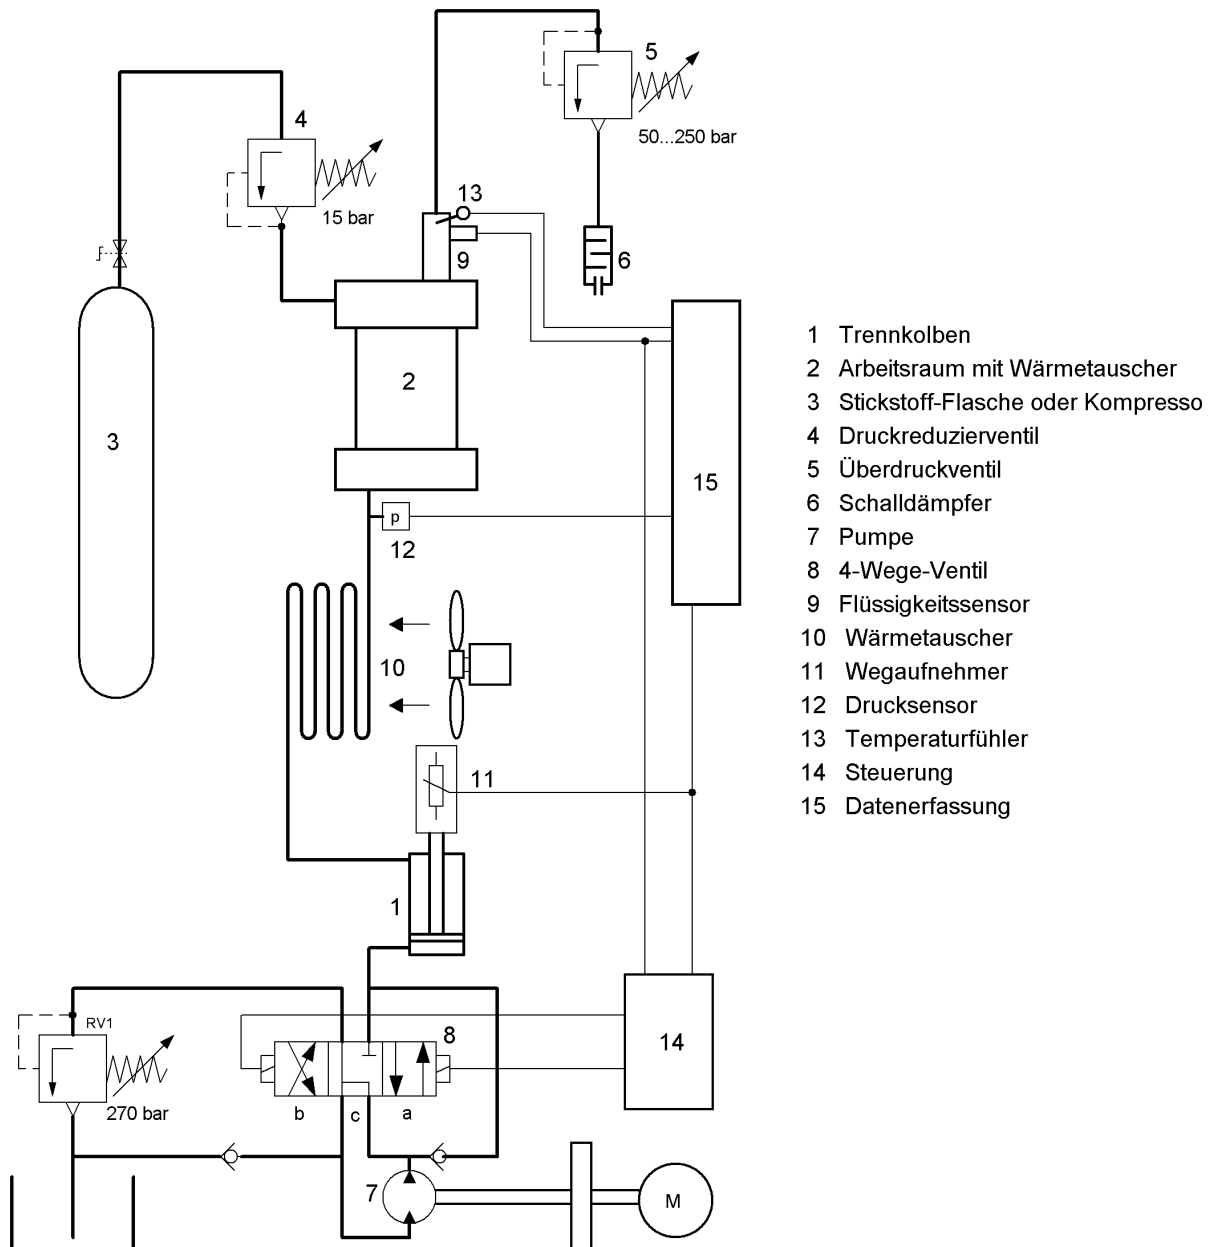 5
50...250 bar
4
15 bar
13
9
6
2
3
15
p
12
10
11
1
RV1
270 bar
8
b
c
a
14
7
M
1 Trennkolben
2 Arbeitsraum mit Wärmetauscher
3 Stickstoff-Flasche oder Kompresso
4 Druckreduzierventil
5 Überdruckventil
6 Schalldämpfer
7 Pumpe
8 4-Wege-Ventil
9 Flüssigkeitssensor
10 Wärmetauscher
11 Wegaufnehmer
12 Drucksensor
13 Temperaturfühler
14 Steuerung
15 Datenerfassung